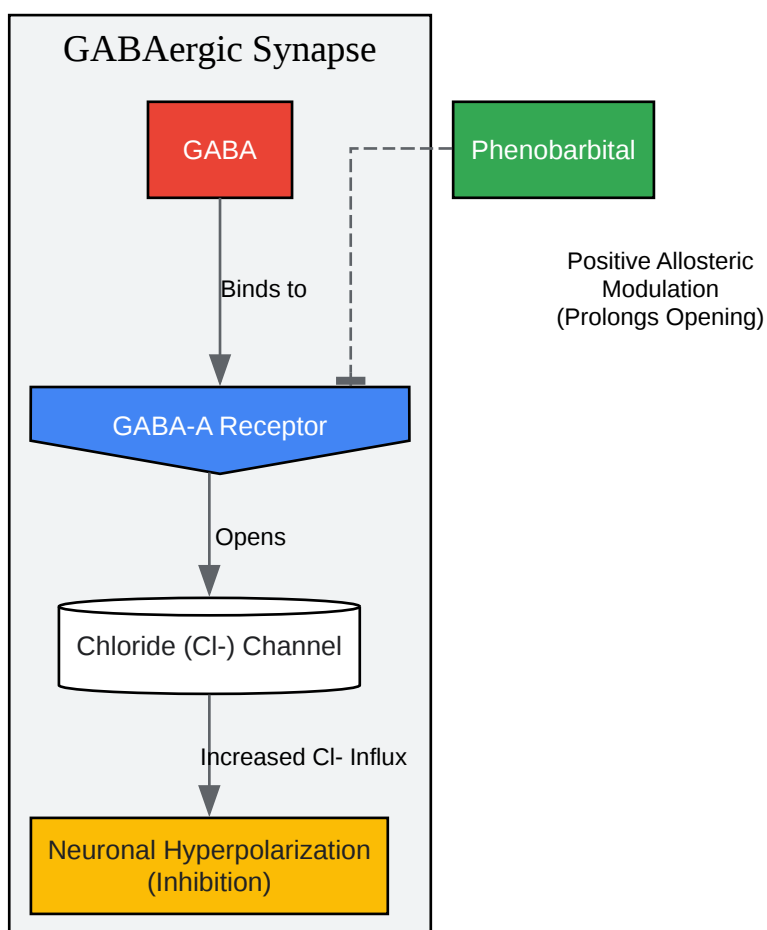 GABAergic Synapse
GABA
Phenobarbital
Binds to
Positive Allosteric
Modulation
(Prolongs Opening)
GABA-A Receptor
Opens
Chloride (Cl-) Channel
Increased Cl- Influx
Neuronal Hyperpolarization
(Inhibition)